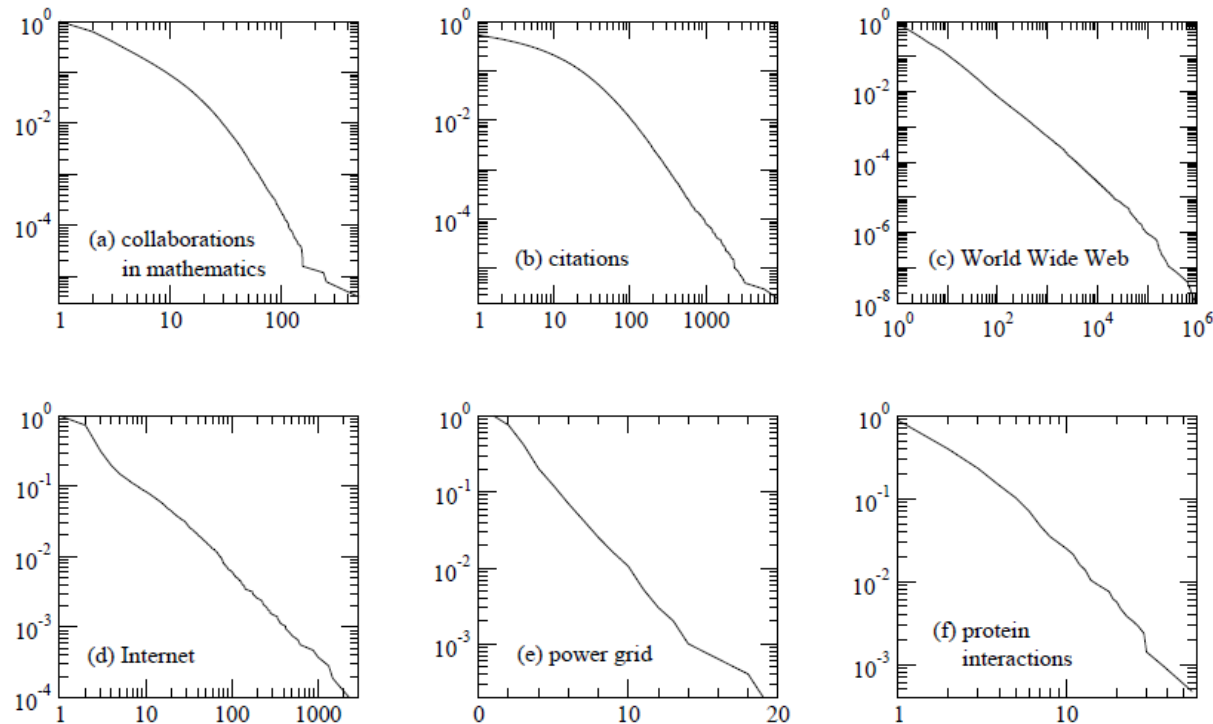 10^0
10^-2
10^-4
(a) collaborations
in mathematics
1 10 100
10^0
10^-2
10^-4
(b) citations
1 10 100 1000
10^0
10^-2
10^-4
10^-6
10^-8
(c) World Wide Web
10^0 10^2 10^4 10^6
10^0
10^-1
10^-2
10^-3
10^-4
(d) Internet
1 10 100 1000
10^0
10^-1
10^-2
10^-3
(e) power grid
0 10 20
10^0
10^-1
10^-2
10^-3
(f) protein
interactions
1 10